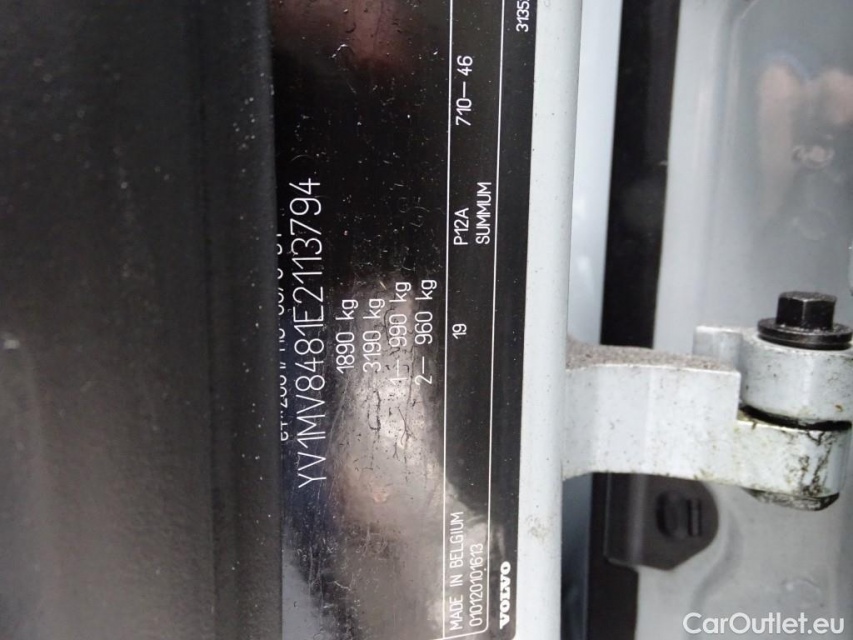 YV1MV8481E2113794
1890 kg
3190 kg
1– 990 kg
2– 960 kg
19 P12A 710–46
SUMMUM
MADE IN BELGIUM
010120101613
VOLVO
CarOutlet.eu